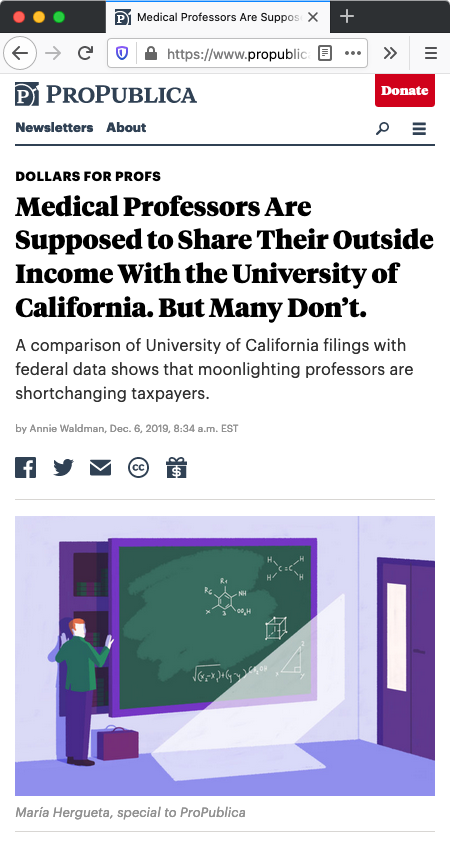 Medical Professors Are Suppos
https://www.propublic
PROPUBLICA
Donate
Newsletters About
DOLLARS FOR PROFS
Medical Professors Are
Supposed to Share Their Outside
Income With the University of
California. But Many Don’t.
A comparison of University of California filings with
federal data shows that moonlighting professors are
shortchanging taxpayers.
by Annie Waldman, Dec. 6, 2019, 8:34 a.m. EST
cc
H H
C=C
H H
R₁
NH
María Hergueta, special to ProPublica